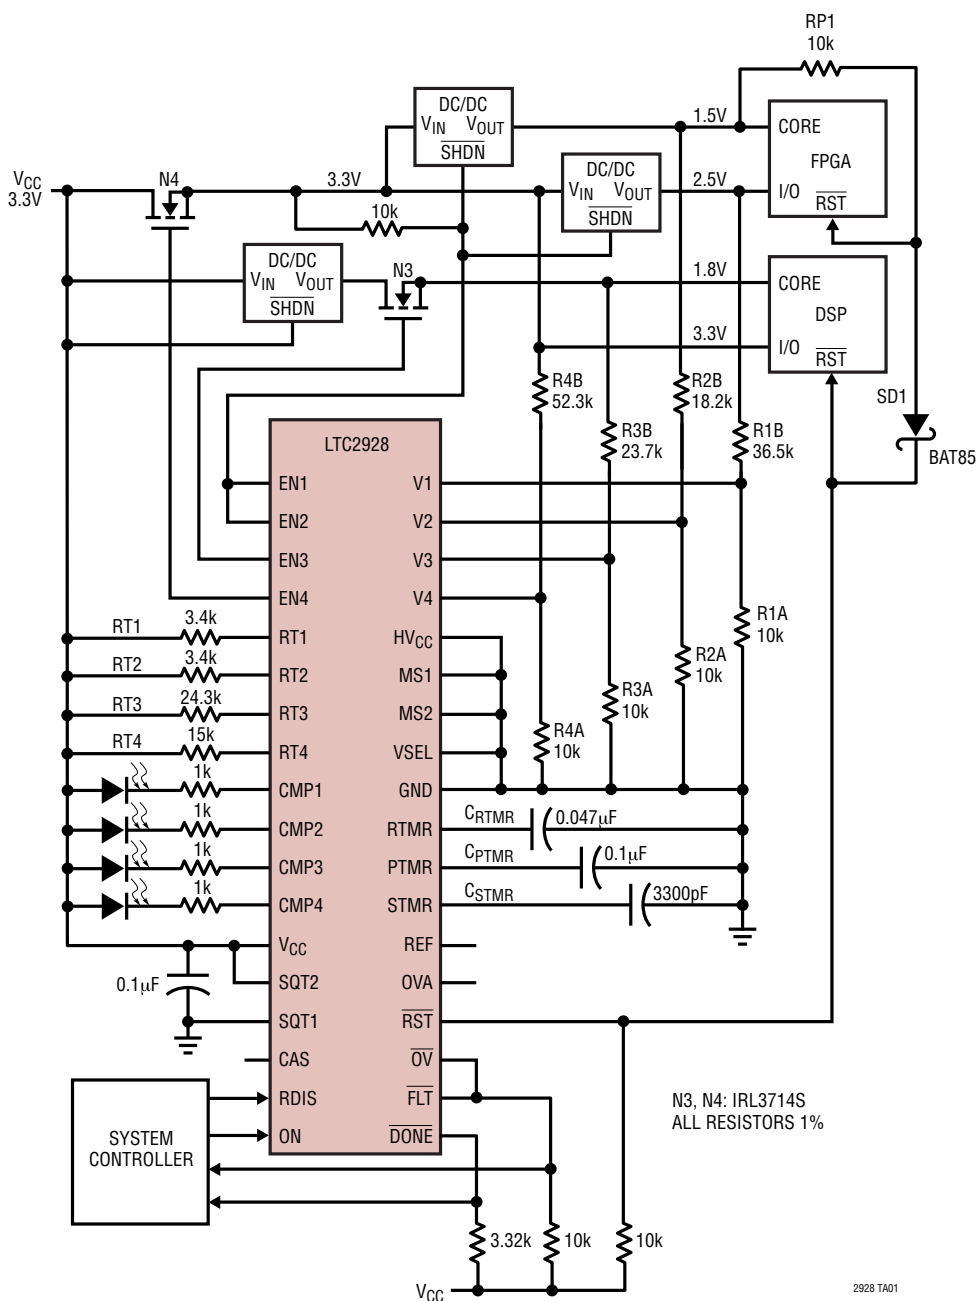 RP1
10k
DC/DC
VIN VOUT
SHDN
1.5V
CORE
FPGA
I/O
RST
VCC
3.3V
N4
3.3V
10k
DC/DC
VIN VOUT
SHDN
2.5V
DC/DC
VIN VOUT
SHDN
N3
1.8V
CORE
DSP
I/O
RST
3.3V
R4B
52.3k
R2B
18.2k
R3B
23.7k
R1B
36.5k
SD1
BAT85
LTC2928
EN1
V1
EN2
V2
EN3
V3
EN4
V4
RT1
3.4k
RT1
HVCC
R1A
10k
RT2
3.4k
RT2
MS1
R2A
10k
RT3
24.3k
RT3
MS2
R3A
10k
RT4
15k
RT4
VSEL
R4A
10k
1k
CMP1
GND
1k
CMP2
RTMR
CRTMR
0.047µF
1k
CMP3
PTMR
CPTMR
0.1µF
1k
CMP4
STMR
CSTMR
3300pF
VCC
REF
0.1µF
SQT2
OVA
SQT1
RST
CAS
OV
RDIS
FLT
ON
DONE
SYSTEM
CONTROLLER
N3, N4: IRL3714S
ALL RESISTORS 1%
3.32k
10k
10k
VCC
2928 TA01